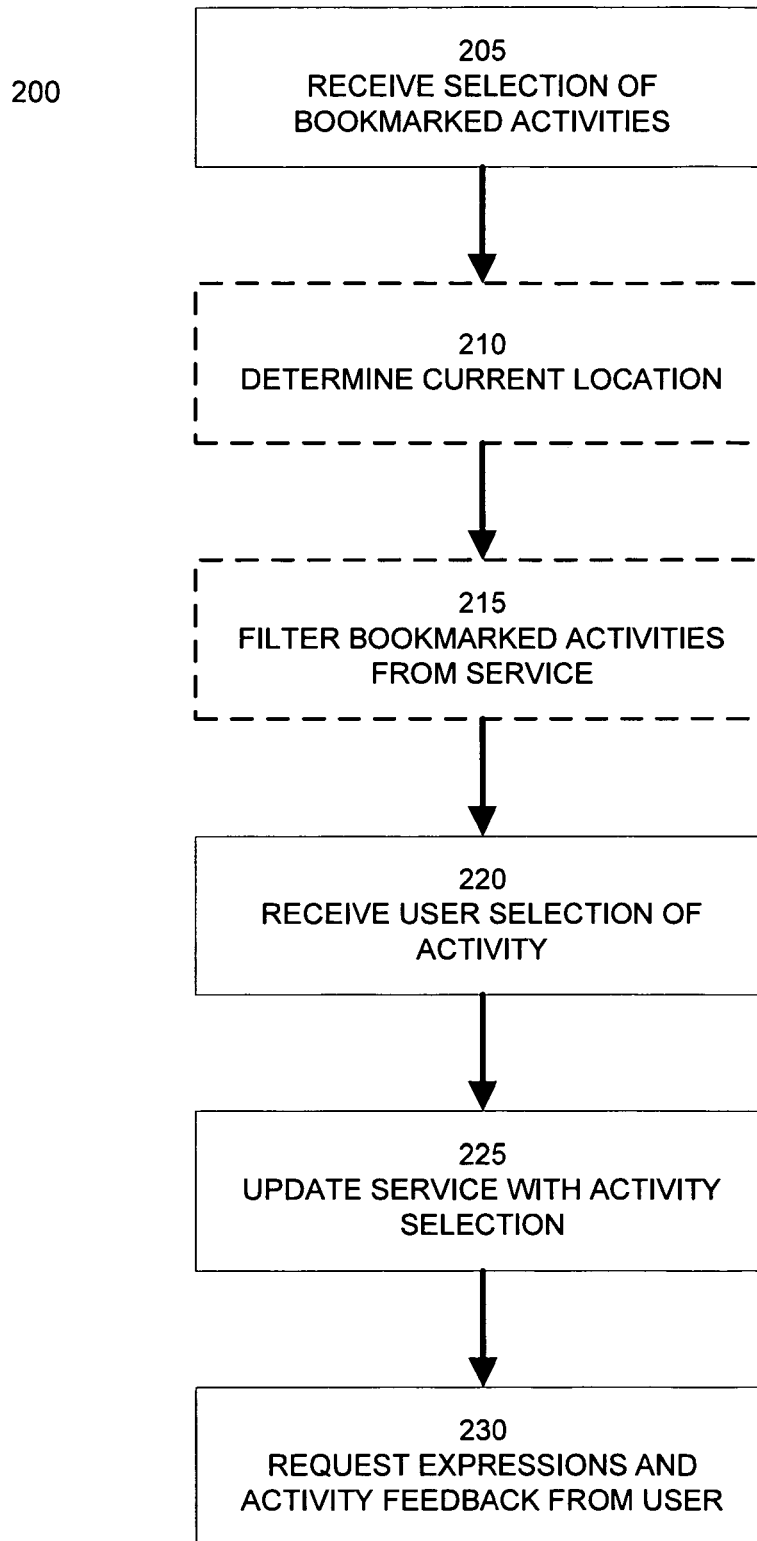 200
205
RECEIVE SELECTION OF
BOOKMARKED ACTIVITIES
210
DETERMINE CURRENT LOCATION
215
FILTER BOOKMARKED ACTIVITIES
FROM SERVICE
220
RECEIVE USER SELECTION OF
ACTIVITY
225
UPDATE SERVICE WITH ACTIVITY
SELECTION
230
REQUEST EXPRESSIONS AND
ACTIVITY FEEDBACK FROM USER